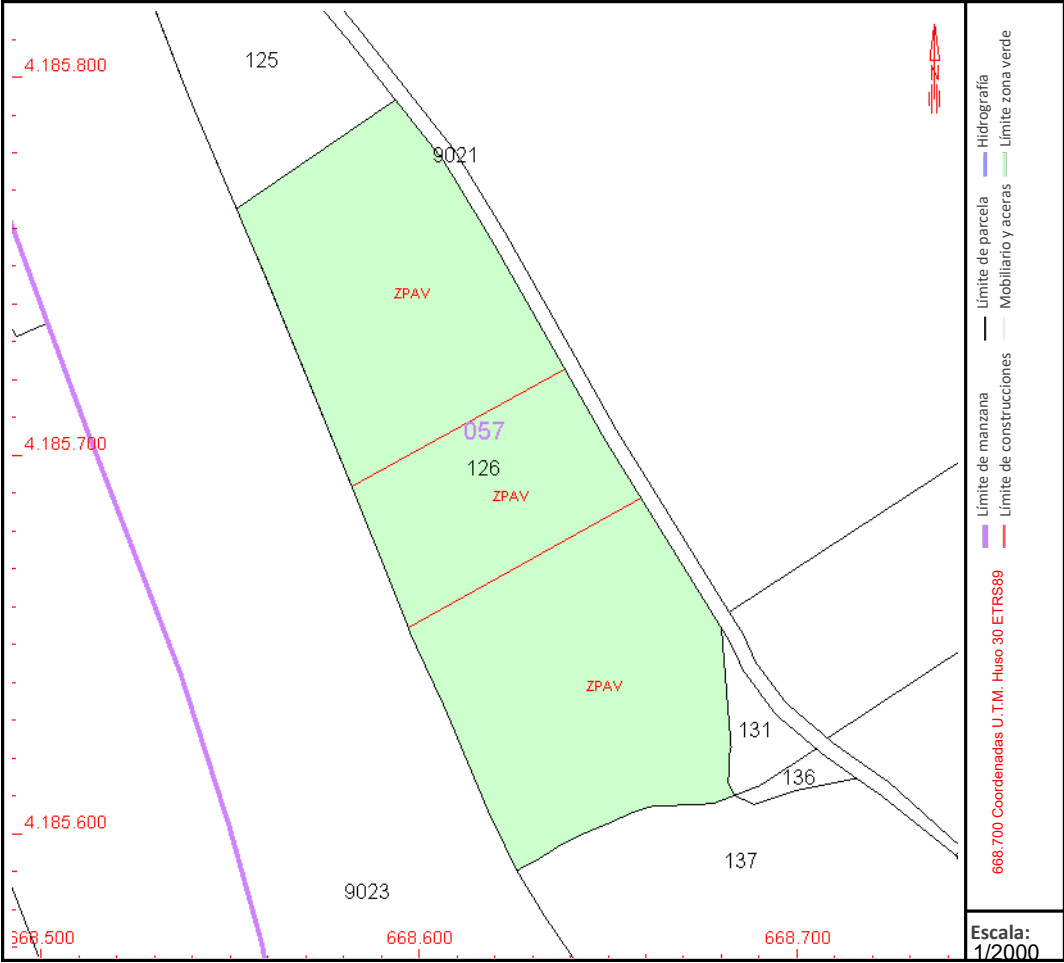 125
4.185.800
9021
ZPAV
057
4.185.700
126
ZPAV
ZPAV
131
136
4.185.600
137
9023
668.500
668.600
668.700
N
Hidrografía
Límite zona verde
Límite de parcela
Mobiliario y aceras
Límite de manzana
Límite de construcciones
668.700 Coordenadas U.T.M. Huso 30 ETRS89
Escala:
1/2000